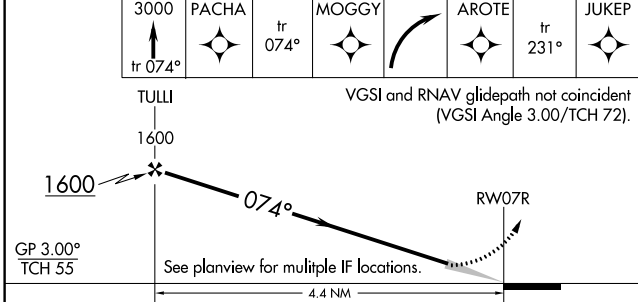 3000
tr 074°
PACHA
tr
074°
MOGGY
AROTE
tr
231°
JUKEP
VGSI and RNAV glidepath not coincident
(VGSI Angle 3.00/TCH 72).
TULLI
1600
1600
074°
RW07R
GP 3.00°
TCH 55
See planview for mulitple IF locations.
4.4 NM